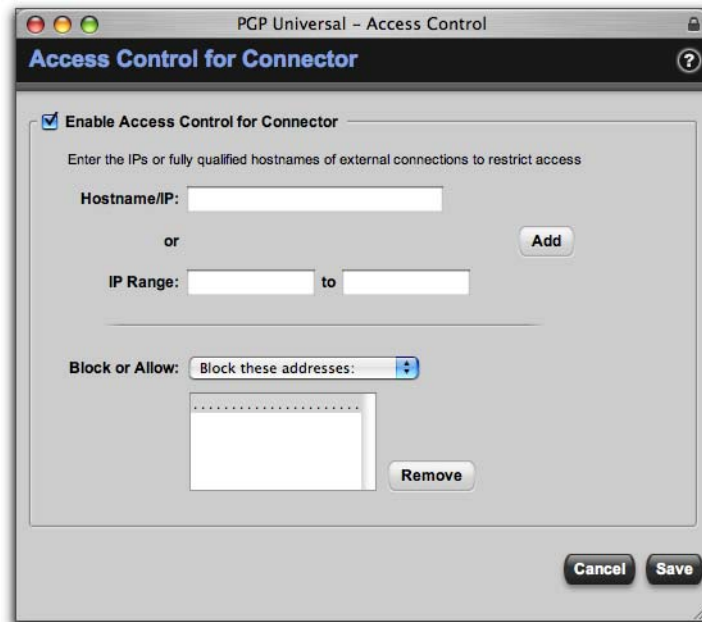 PGP Universal – Access Control
Access Control for Connector
?
Enable Access Control for Connector
Enter the IPs or fully qualified hostnames of external connections to restrict access
Hostname/IP:
or
Add
IP Range:
to
Block or Allow:
Block these addresses:
......................
Remove
Cancel
Save